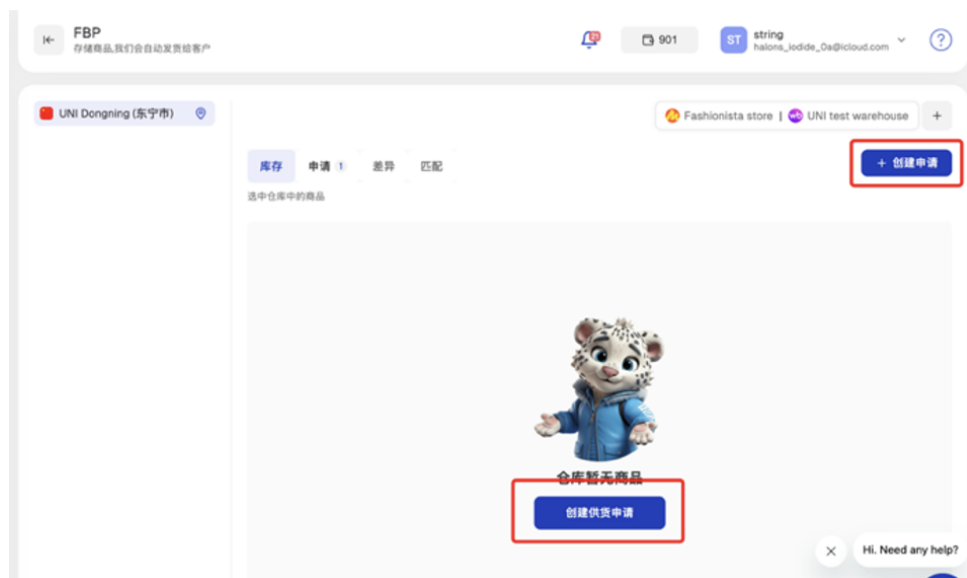 FBP
存储商品,我们会自动发货给客户
901
ST
string
halons_iodide_0a@icloud.com
UNI Dongning (东宁市)
Fashionista store | UNI test warehouse
+
库存 申请 1 差异 匹配
+ 创建申请
选中仓库中的商品
仓库暂无商品
创建供货申请
Hi. Need any help?